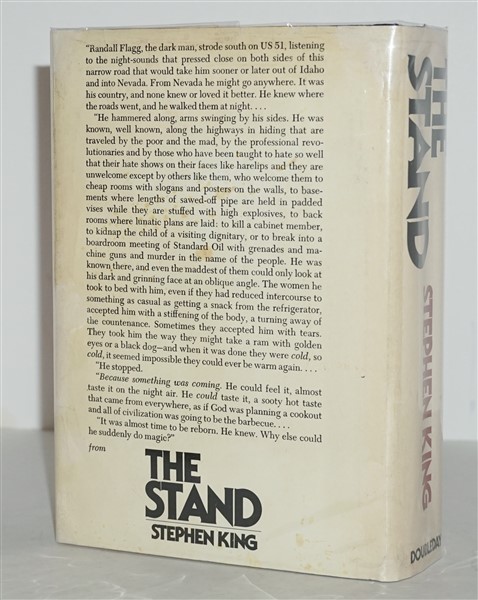 "Randall Flagg, the dark man, strode south on US 51, listening
to the night-sounds that pressed close on both sides of this
narrow road that would take him sooner or later out of Idaho
and into Nevada. From Nevada he might go anywhere. It was
his country, and none knew or loved it better. He knew where
the roads went, and he walked them at night. . . .
"He hammered along, arms swinging by his sides. He was
known, well known, along the highways in hiding that are
traveled by the poor and the mad, by the professional revo-
lutionaries and by those who have been taught to hate so well
that their hate shows on their faces like harelips and they are
unwelcome except by others like them, who welcome them to
cheap rooms with slogans and posters on the walls, to base-
ments where lengths of sawed-off pipe are held in padded
vises while they are stuffed with high explosives, to back
rooms where lunatic plans are laid: to kill a cabinet member,
to kidnap the child of a visiting dignitary, or to break into a
boardroom meeting of Standard Oil with grenades and ma-
chine guns and murder in the name of the people. He was
known there, and even the maddest of them could only look at
his dark and grinning face at an oblique angle. The women he
took to bed with him, even if they had reduced intercourse to
something as casual as getting a snack from the refrigerator,
accepted him with a stiffening of the body, a turning away of
the countenance. Sometimes they accepted him with tears.
They took him the way they might take a ram with golden
eyes or a black dog—and when it was done they were cold, so
cold, it seemed impossible they could ever be warm again. . . .
"He stopped.
"Because something was coming. He could feel it, almost
taste it on the night air. He could taste it, a sooty hot taste
that came from everywhere, as if God was planning a cookout
and all of civilization was going to be the barbecue. . . .
"It was almost time to be reborn. He knew. Why else could
he suddenly do magic?"
from
THE
STAND
STEPHEN KING
THE
STAND
STEPHEN KING
DOUBLEDAY